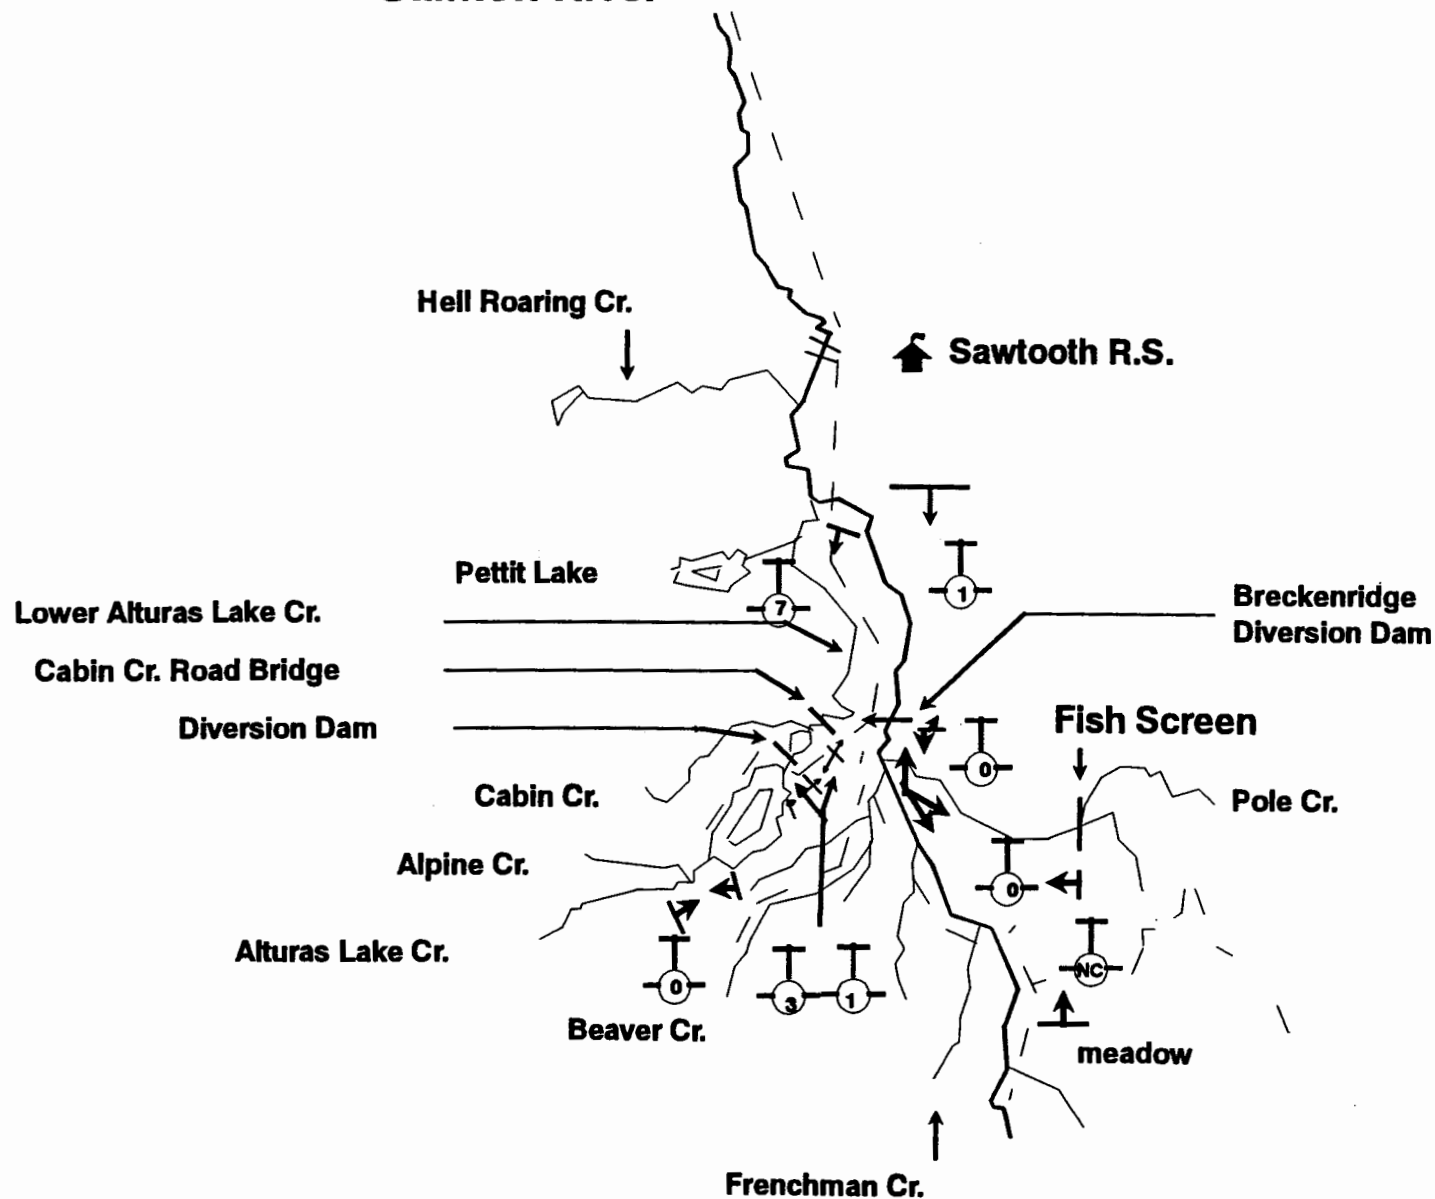 Hell Roaring Cr.
Sawtooth R.S.
Pettit Lake
7
1
Lower Alturas Lake Cr.
Breckenridge
Diversion Dam
Cabin Cr. Road Bridge
Diversion Dam
Fish Screen
0
Cabin Cr.
Pole Cr.
Alpine Cr.
0
Alturas Lake Cr.
NC
0
3
1
Beaver Cr.
meadow
Frenchman Cr.